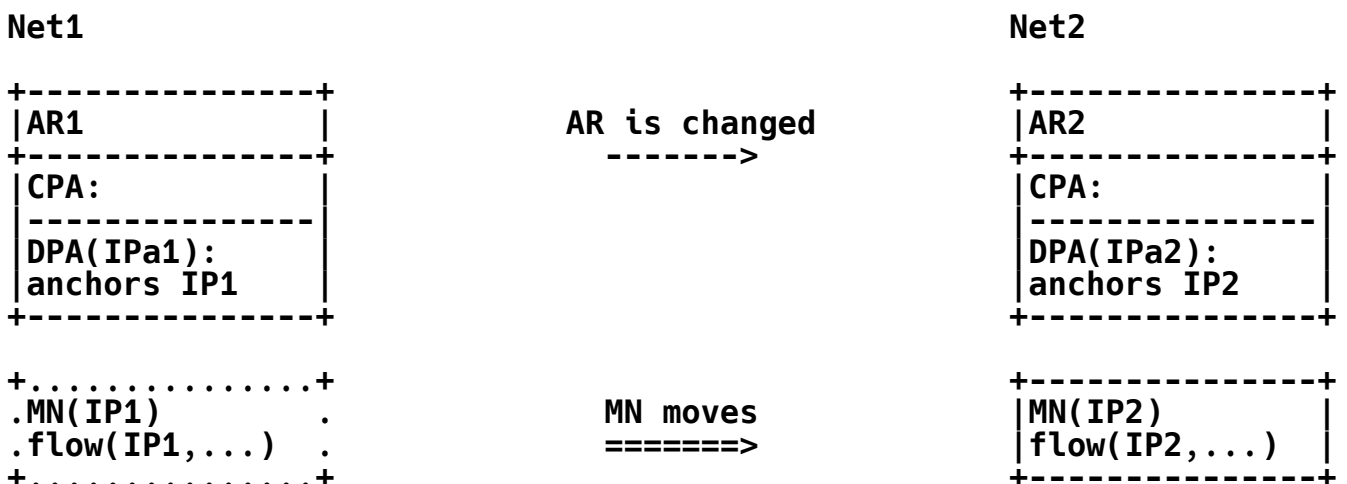 Net1                                                 Net2

+---------------+                                    +---------------+
|AR1            |            AR is changed           |AR2            |
+---------------+              ------->              +---------------+
|CPA:           |                                    |CPA:           |
|---------------|                                    |---------------|
|DPA(IPa1):     |                                    |DPA(IPa2):     |
|anchors IP1    |                                    |anchors IP2    |
+---------------+                                    +---------------+

+...............+                                    +---------------+
.MN(IP1)        .              MN moves              |MN(IP2)        |
.flow(IP1,...)  .              =======>              |flow(IP2,...)  |
+...............+                                    +---------------+